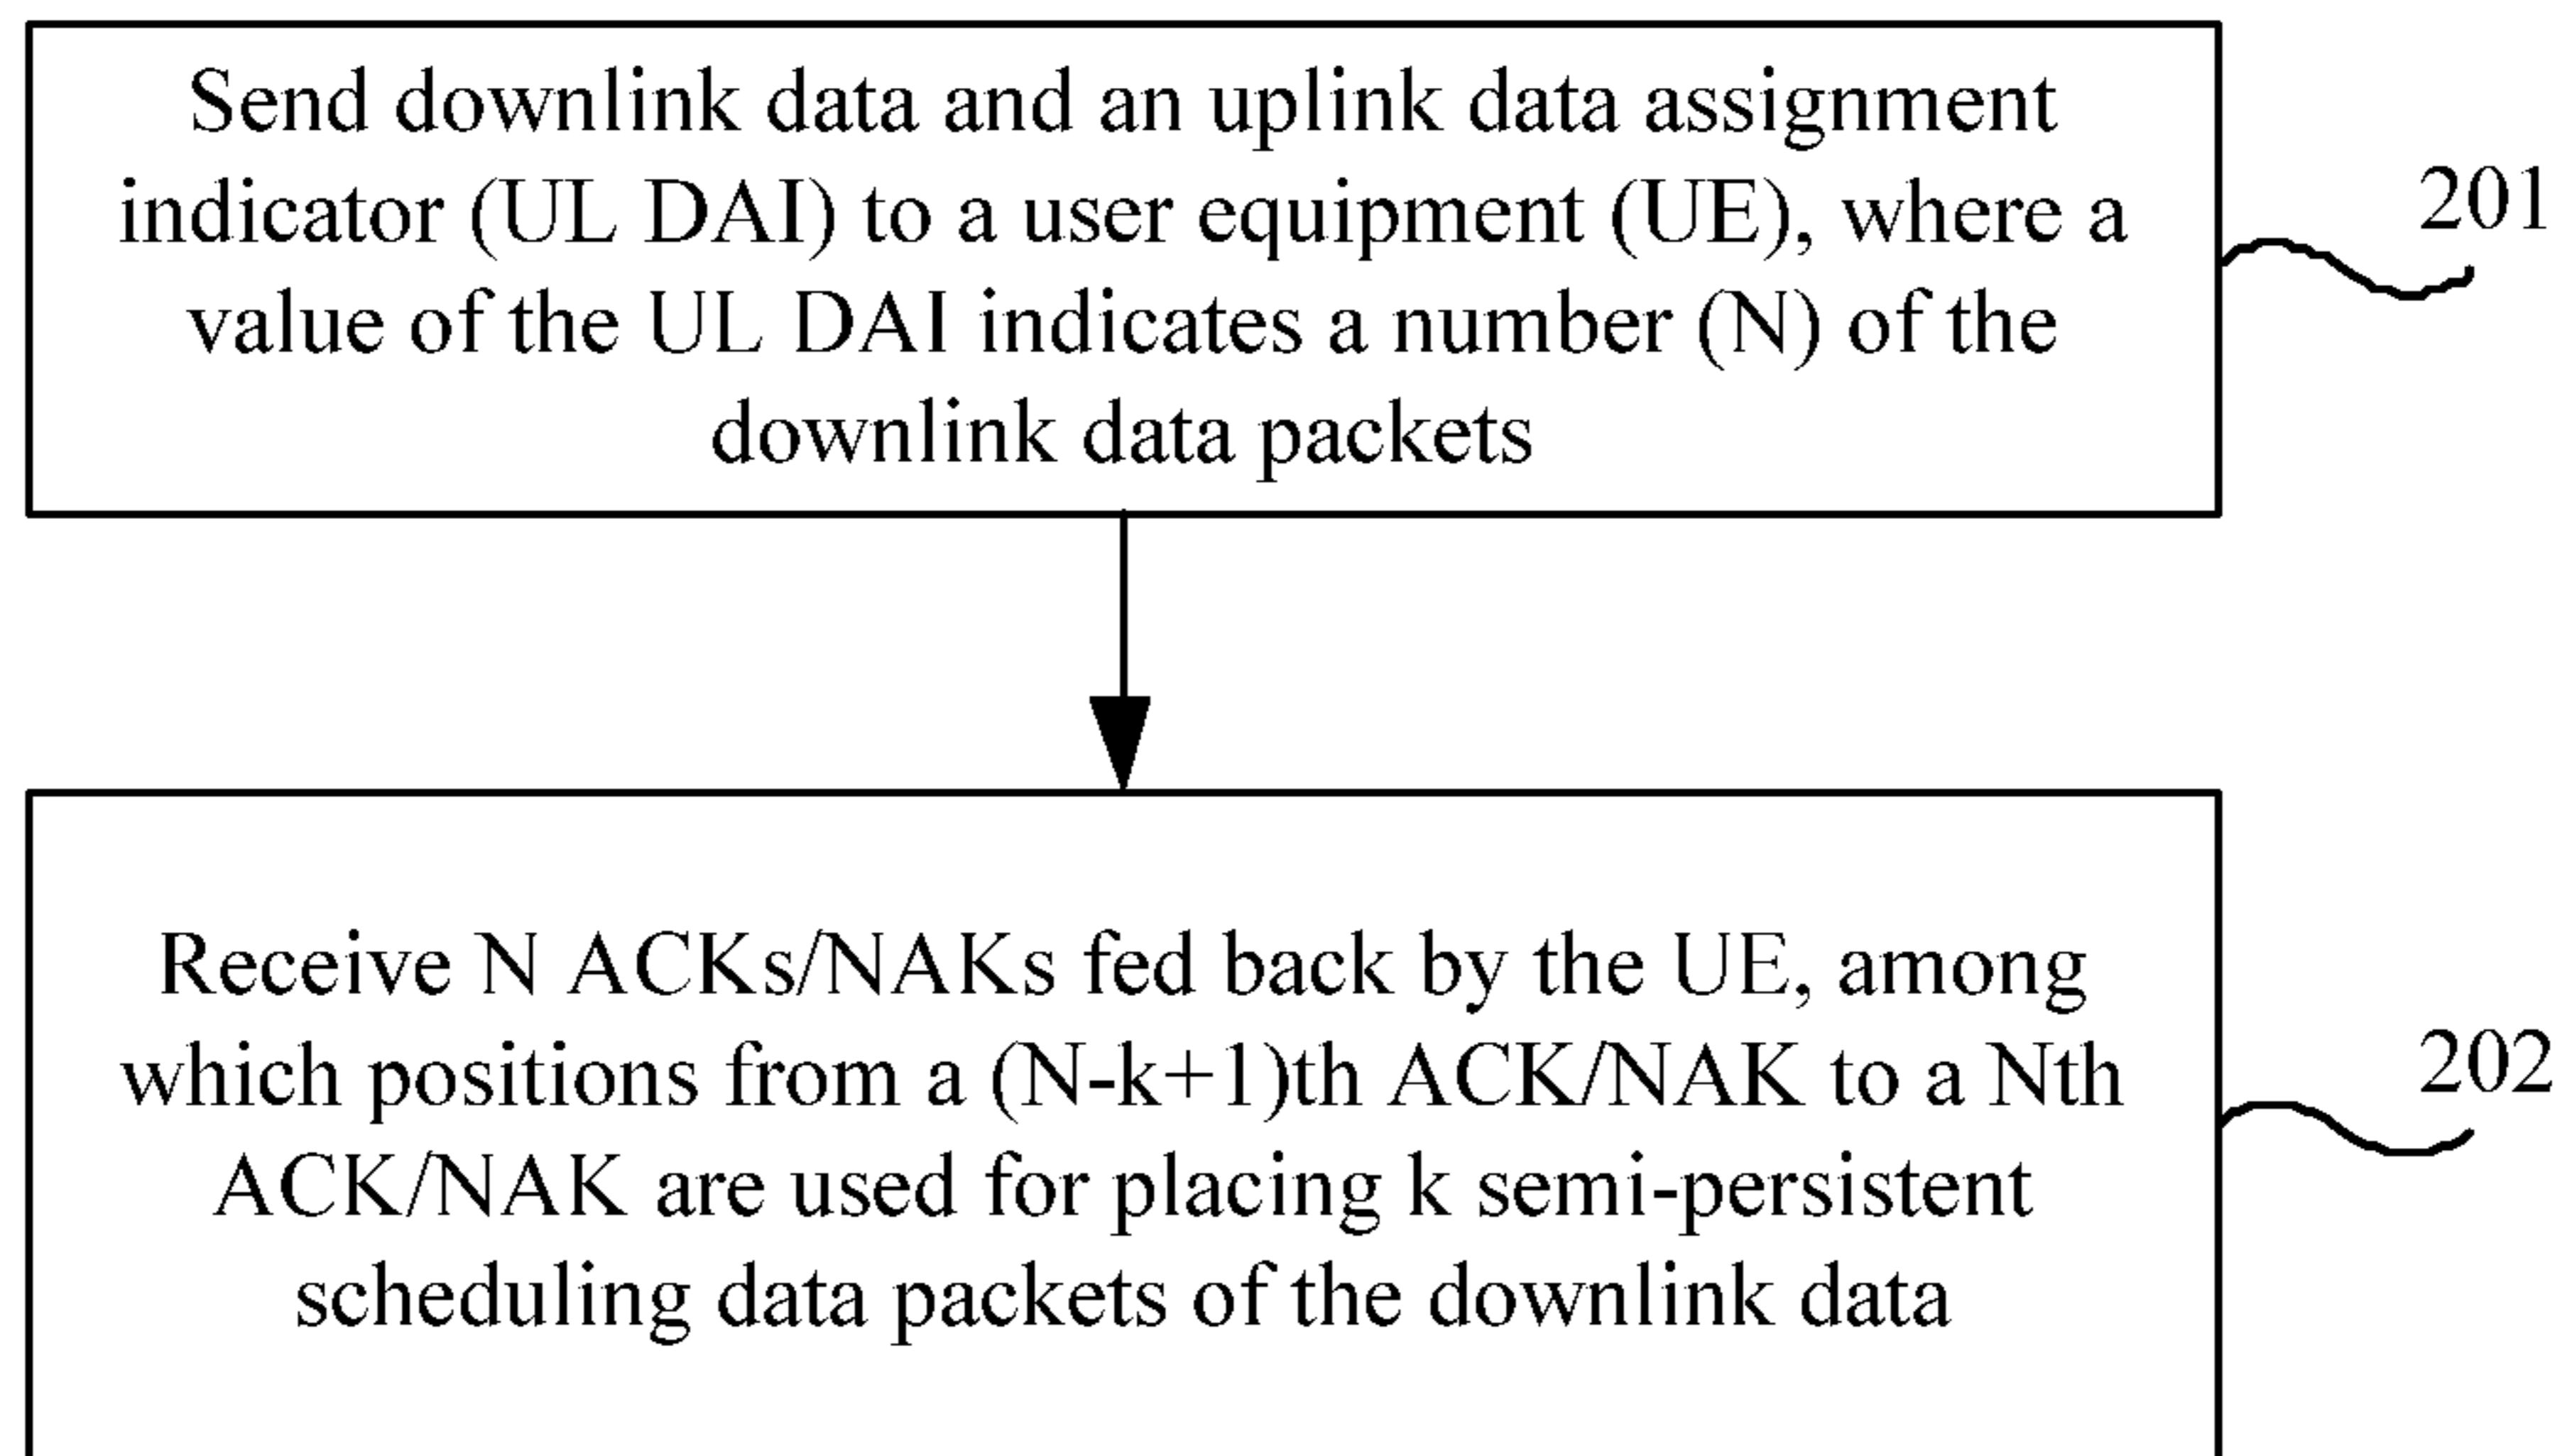 Send downlink data and an uplink data assignment
indicator (UL DAI) to a user equipment (UE), where a
value of the UL DAI indicates a number (N) of the
downlink data packets
201
Receive N ACKs/NAKs fed back by the UE, among
which positions from a (N-k+1)th ACK/NAK to a Nth
ACK/NAK are used for placing k semi-persistent
scheduling data packets of the downlink data
202